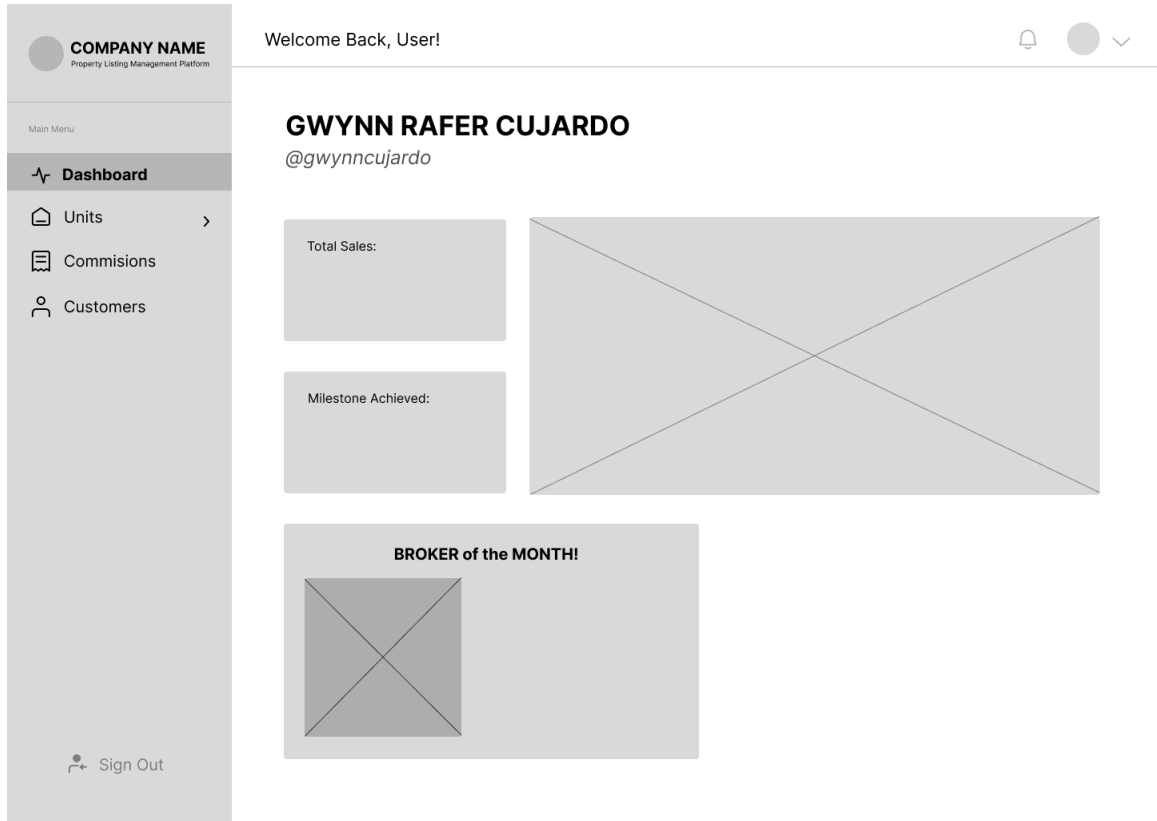 COMPANY NAME
Property Listing Management Platform
Welcome Back, User!
Main Menu
Dashboard
Units
Commisions
Customers
Sign Out
GWYNN RAFER CUJARDO
@gwynncujardo
Total Sales:
Milestone Achieved:
BROKER of the MONTH!